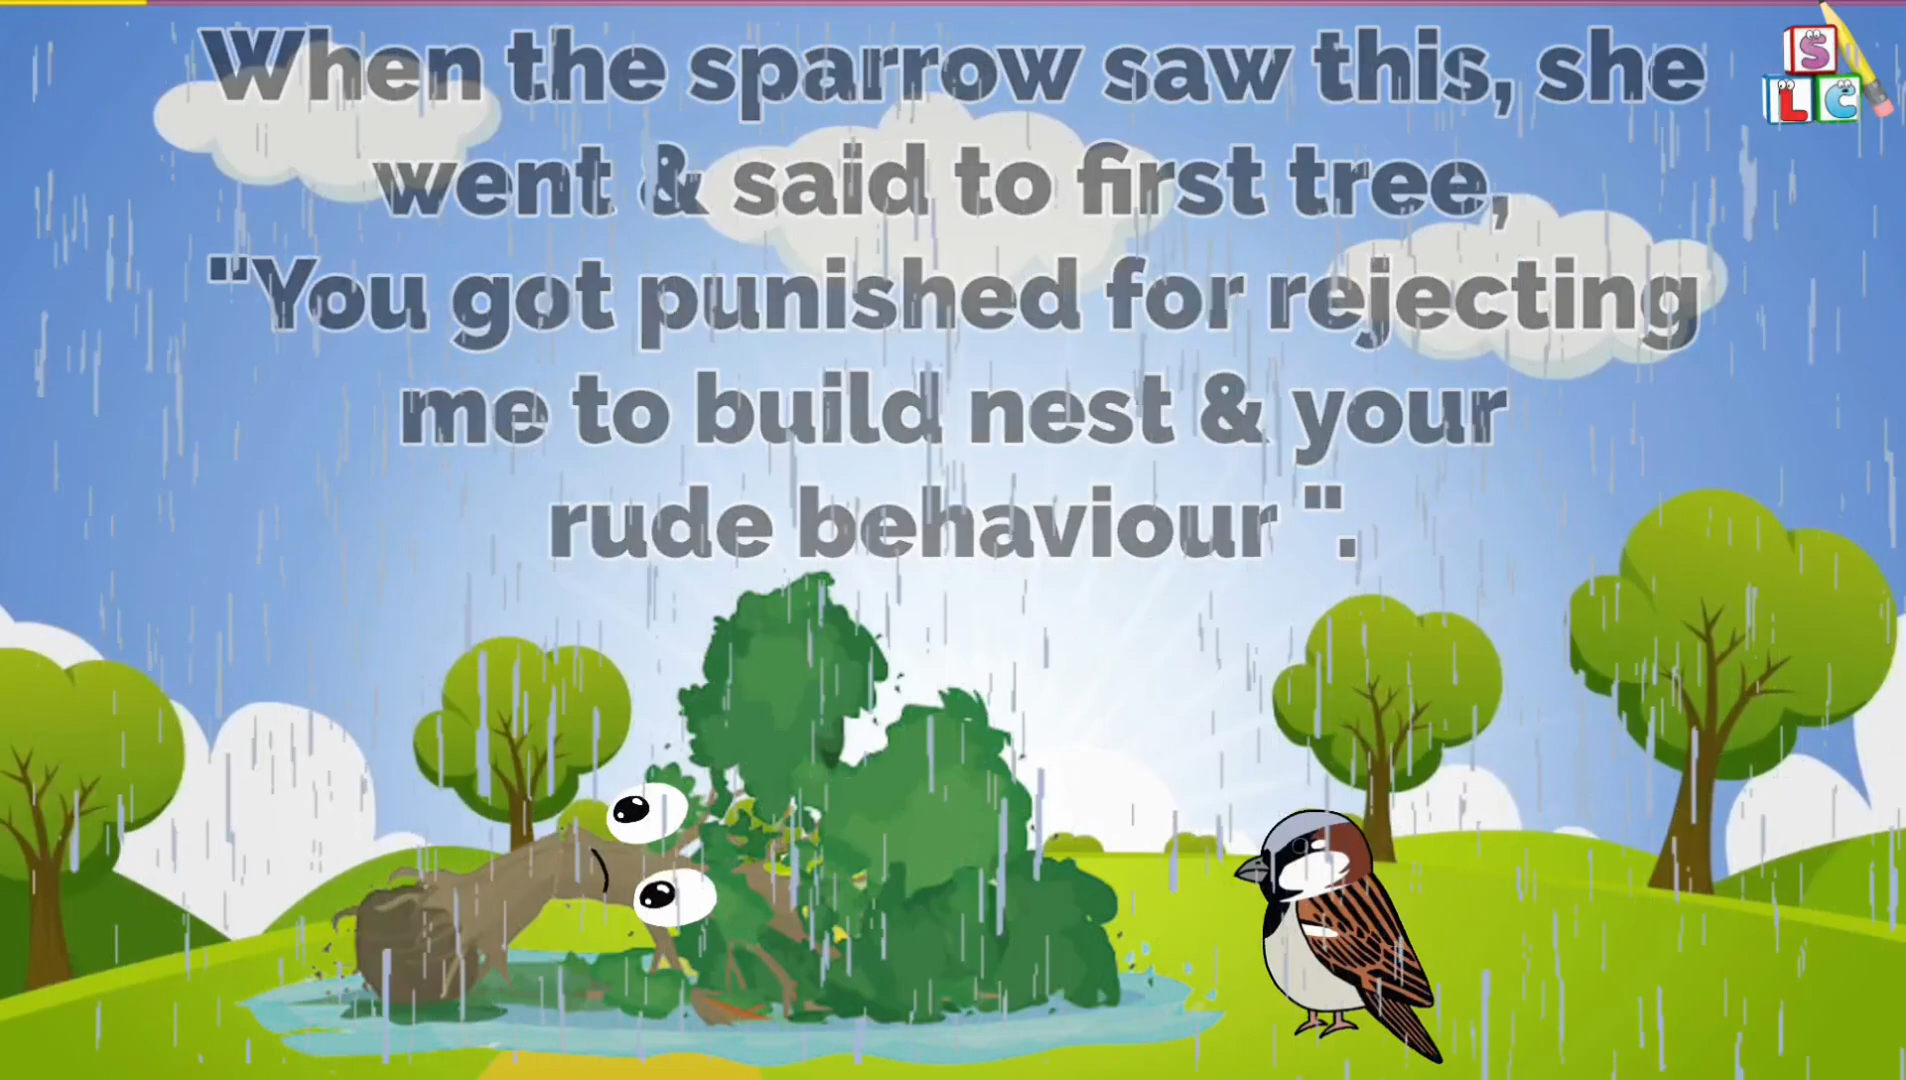 When the sparrow saw this, she
went & said to first tree,
"You got punished for rejecting
me to build nest & your
rude behaviour ".
S
L C